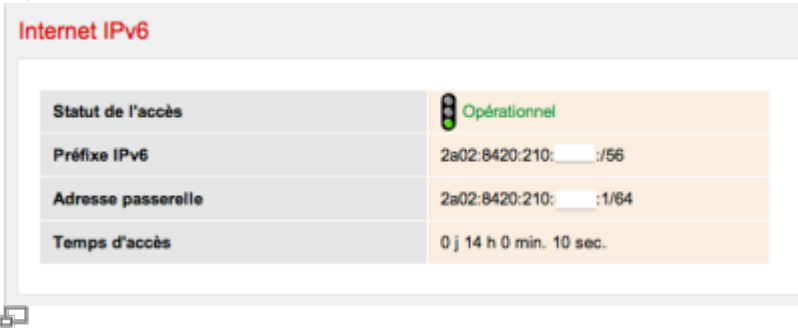 Internet IPv6
Statut de l'accès Opérationnel
Préfixe IPv6 2a02:8420:210: :/56
Adresse passerelle 2a02:8420:210: :1/64
Temps d'accès 0 j 14 h 0 min. 10 sec.